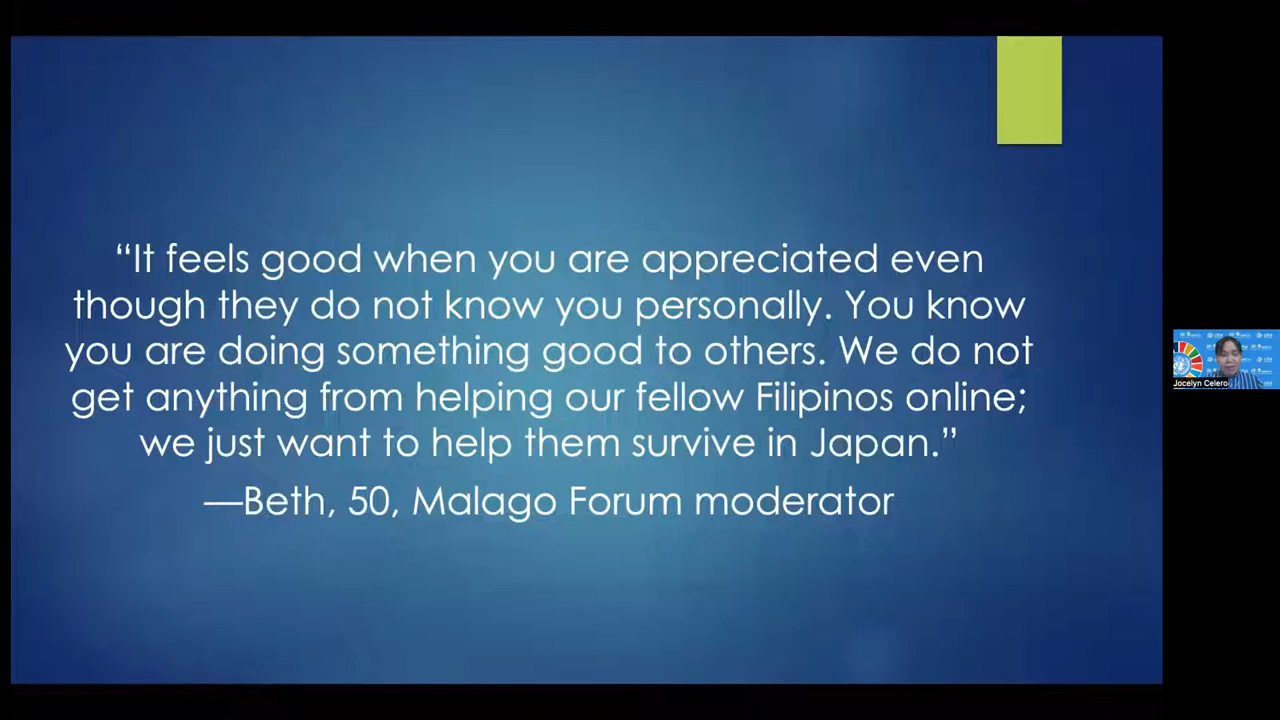 “It feels good when you are appreciated even
though they do not know you personally. You know
you are doing something good to others. We do not
get anything from helping our fellow Filipinos online;
we just want to help them survive in Japan.”
—Beth, 50, Malago Forum moderator
Jocelyn Celero